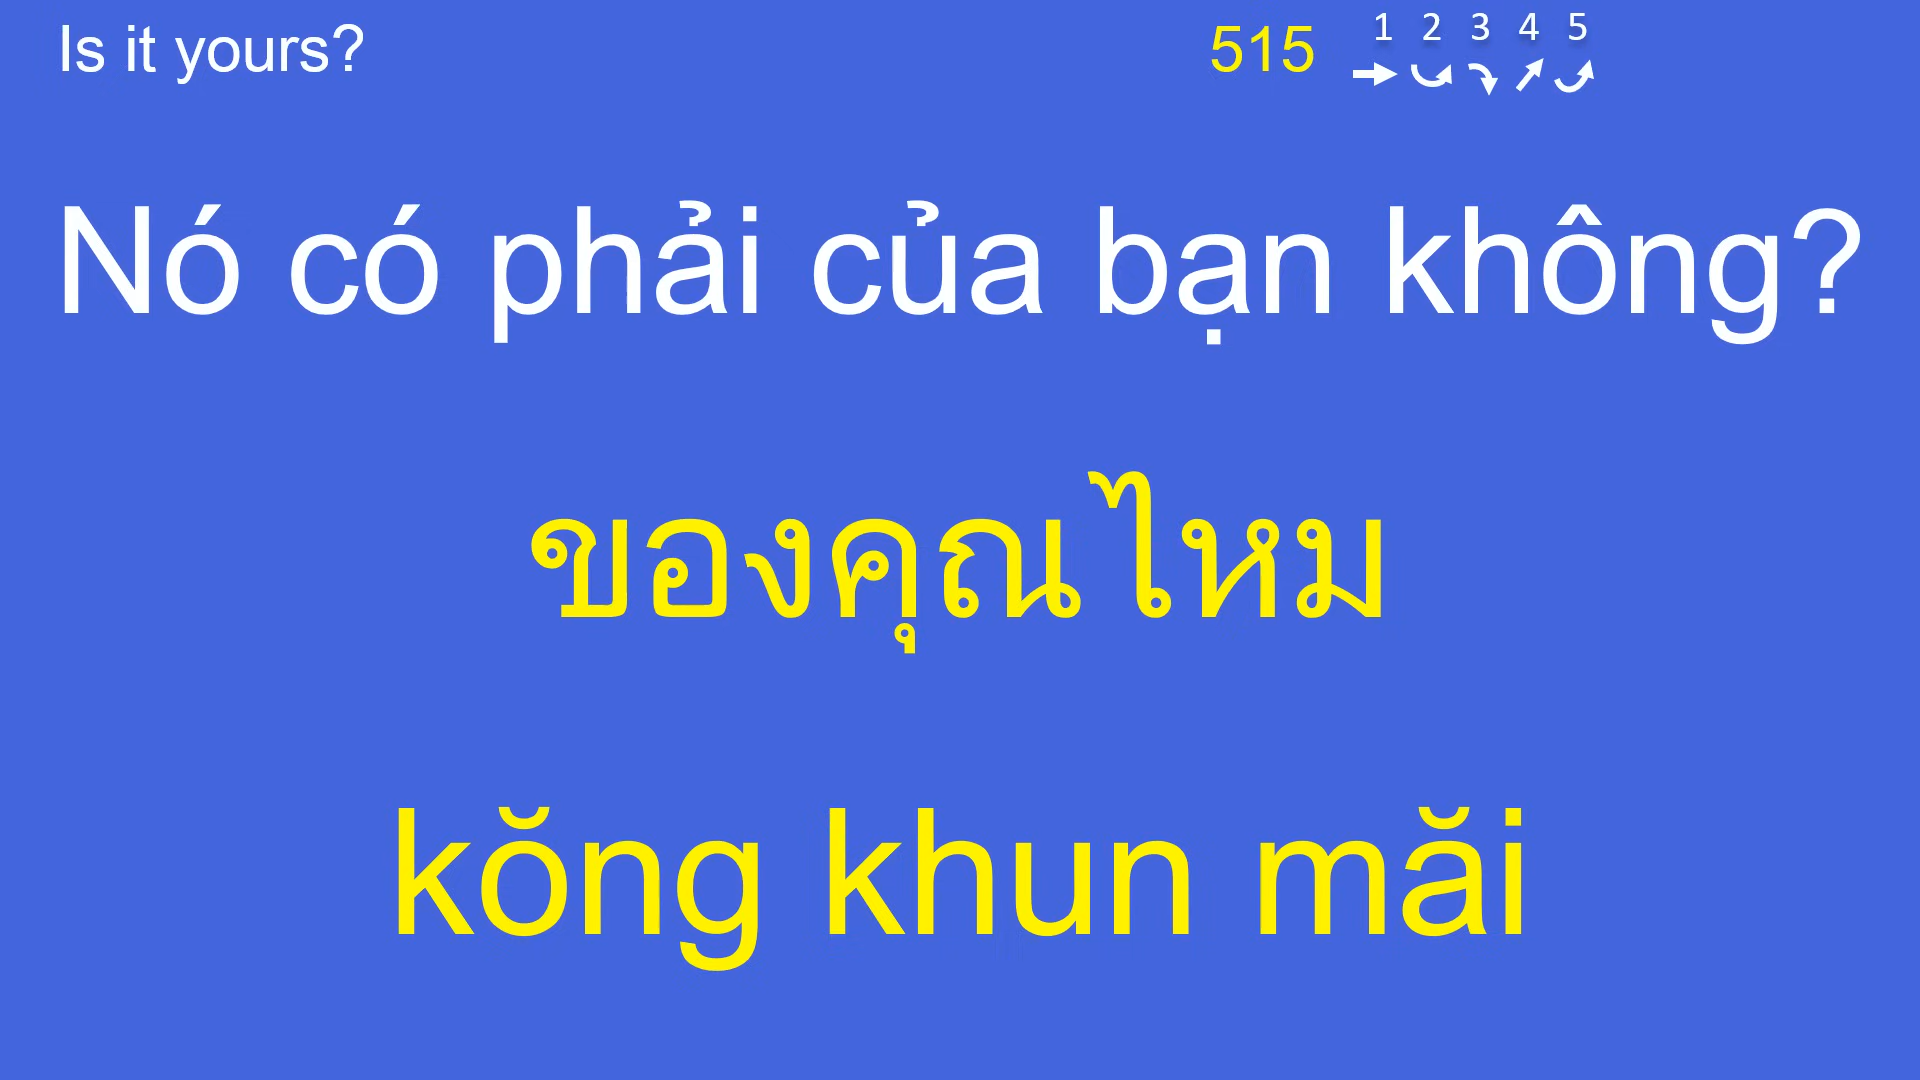 Is it yours?
515
1 2 3 4 5
Nó có phải của bạn không?
ของคุณไหม
kŏng khun măi